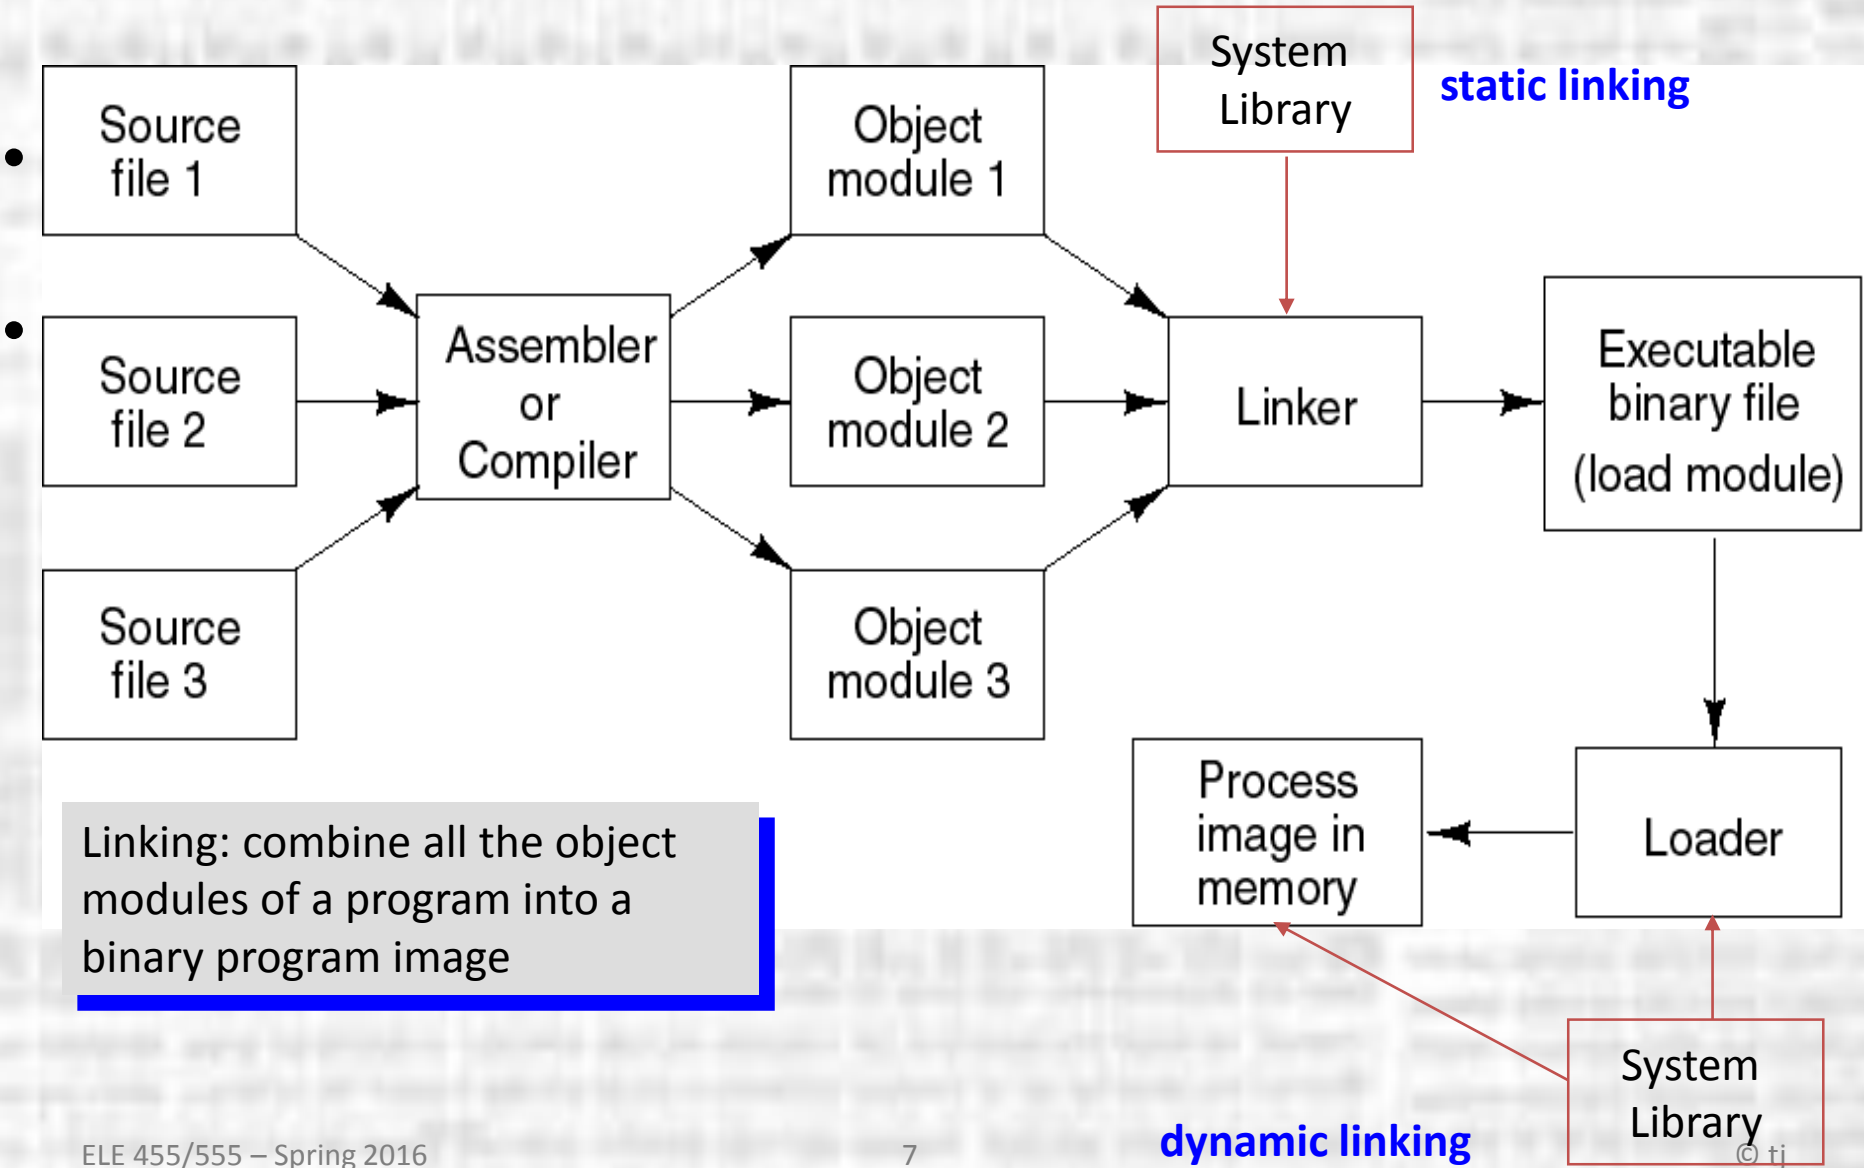 System
Library
static linking
Source
file 1
Object
module 1
Source
file 2
Assembler
or
Compiler
Object
module 2
Linker
Executable
binary file
(load module)
Source
file 3
Object
module 3
Process
image in
memory
Loader
Linking: combine all the object
modules of a program into a
binary program image
System
Library
dynamic linking
ELE 455/555 – Spring 2016
7
© tj